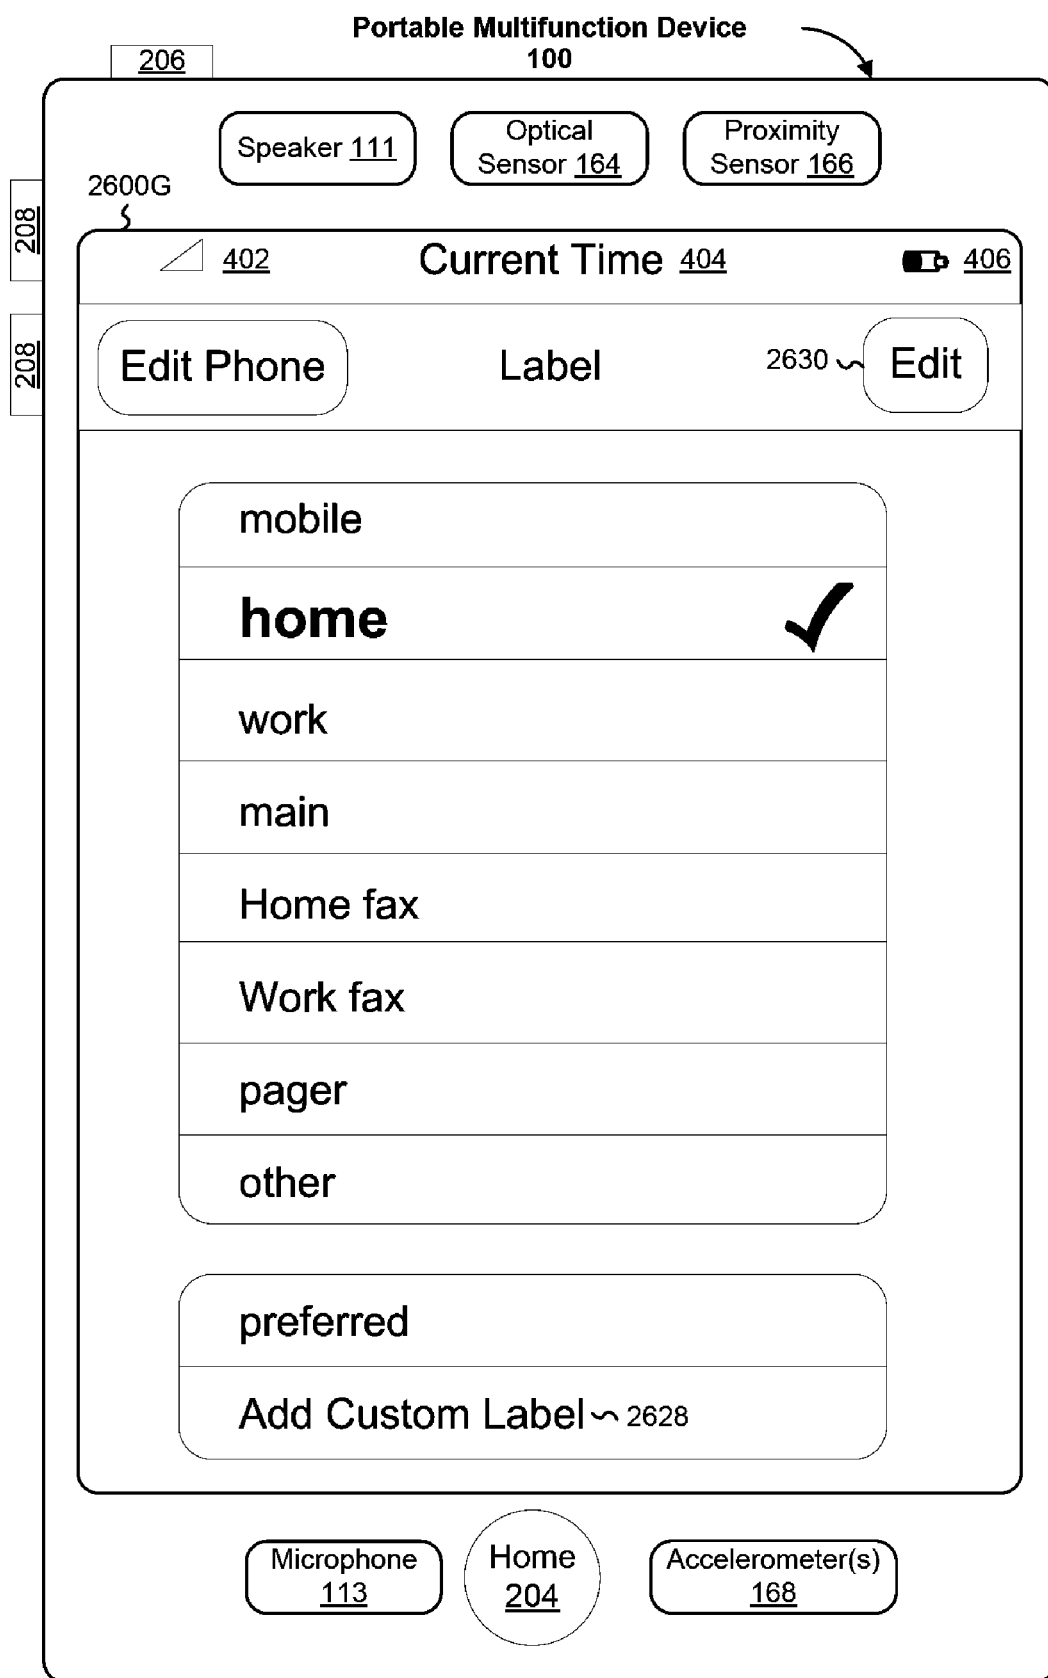 Portable Multifunction Device
100
206
Speaker 111
Optical
Sensor 164
Proximity
Sensor 166
2600G
208
208
402
Current Time 404
406
Edit Phone
Label
2630
Edit
mobile
home
work
main
Home fax
Work fax
pager
other
preferred
Add Custom Label
2628
Microphone
113
Home
204
Accelerometer(s)
168